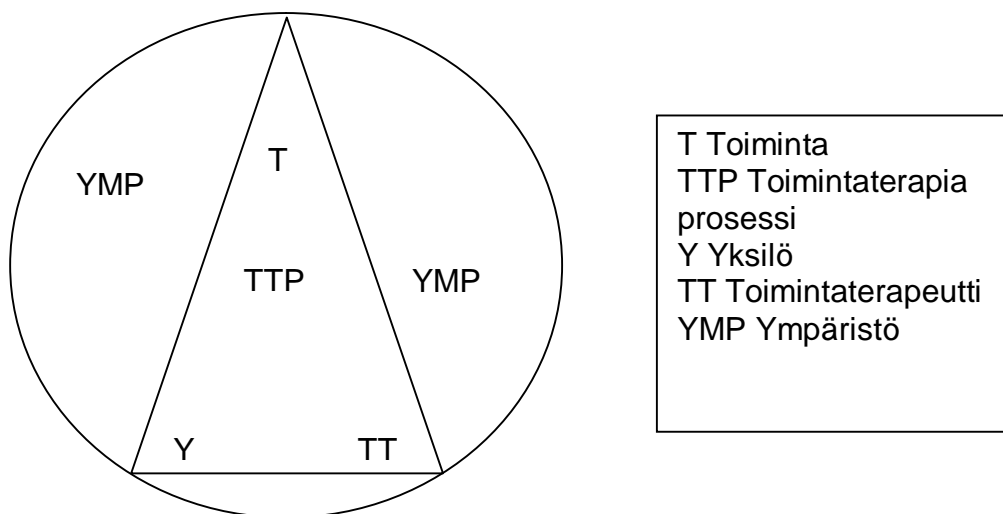 T
YMP
TTP
YMP
Y
TT
T Toiminta
TTP Toimintaterapia
prosessi
Y Yksilö
TT Toimintaterapeutti
YMP Ympäristö